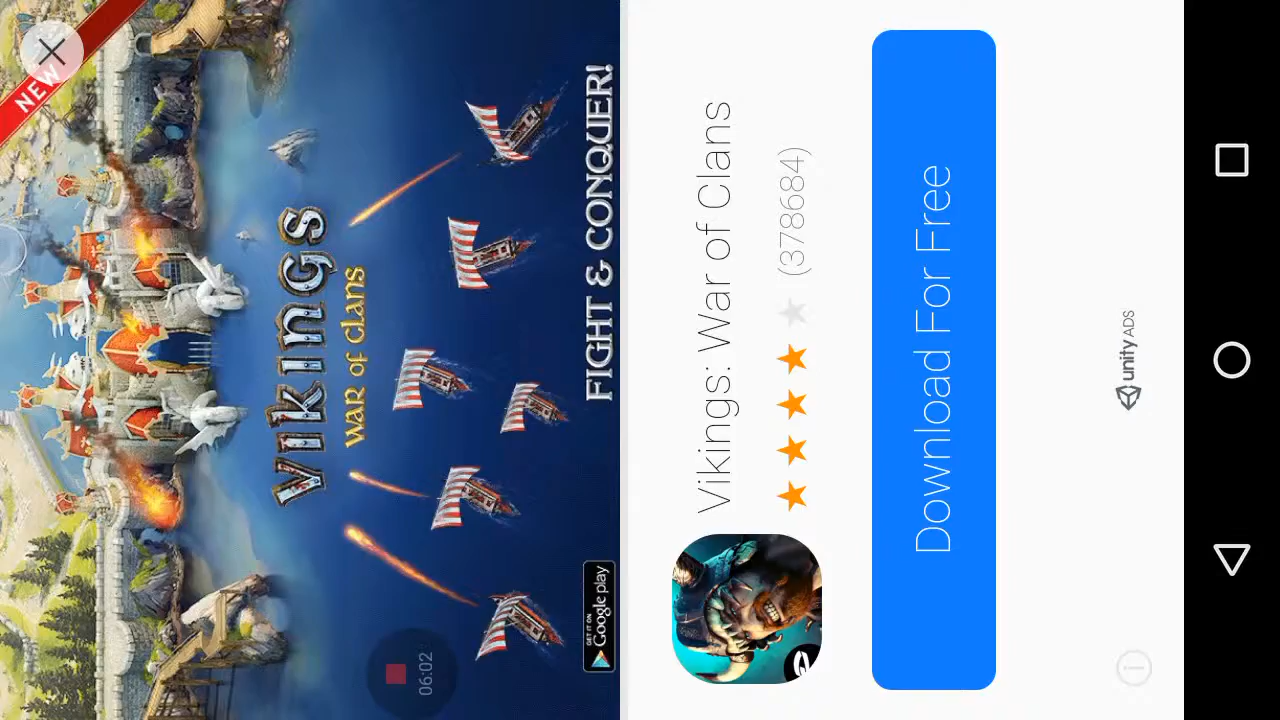 NEW
VIKINGS
WAR OF CLANS
FIGHT & CONQUER!
GET IT ON
Google play
06:02
Vikings: War of Clans
(378684)
Download For Free
unity ADS